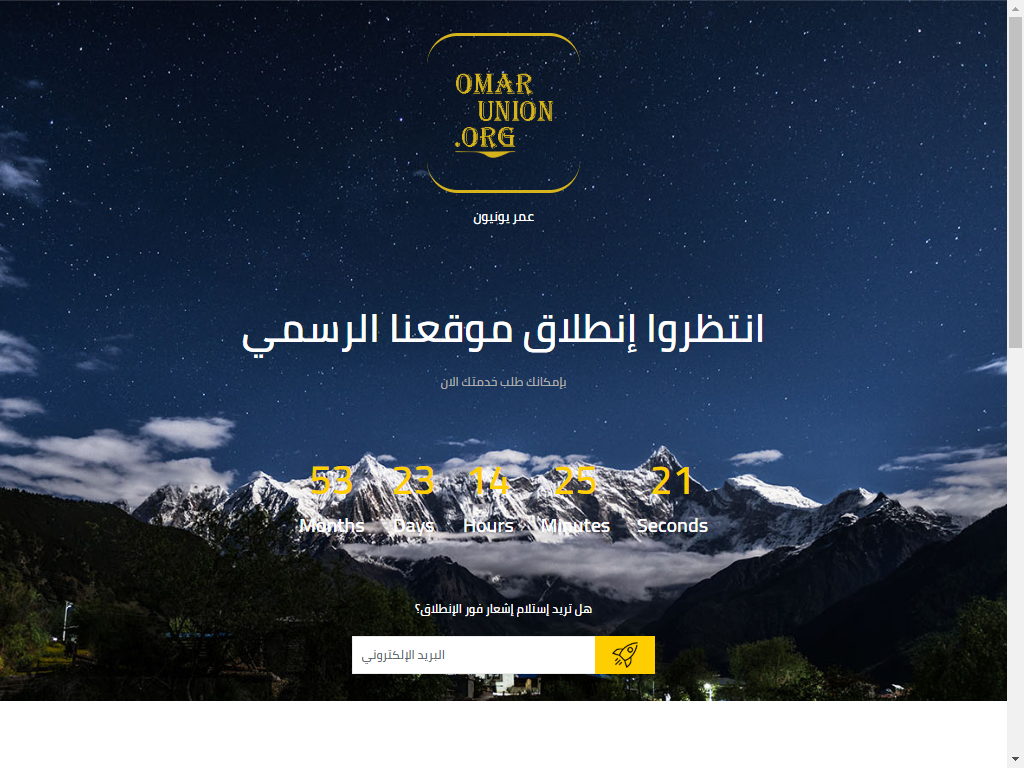 OMAR
UNION
.ORG
عمر يونيون
انتظروا إنطلاق موقعنا الرسمي
بإمكانك طلب خدمتك الان
53 23 14 25 21
Months Days Hours Minutes Seconds
هل تريد إستلام إشعار فور الإنطلاق؟
البريد الإلكتروني